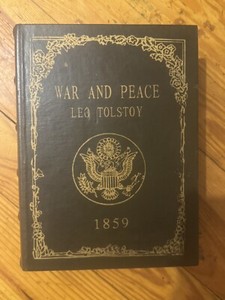 WAR AND PEACE
LEO TOLSTOY
1859